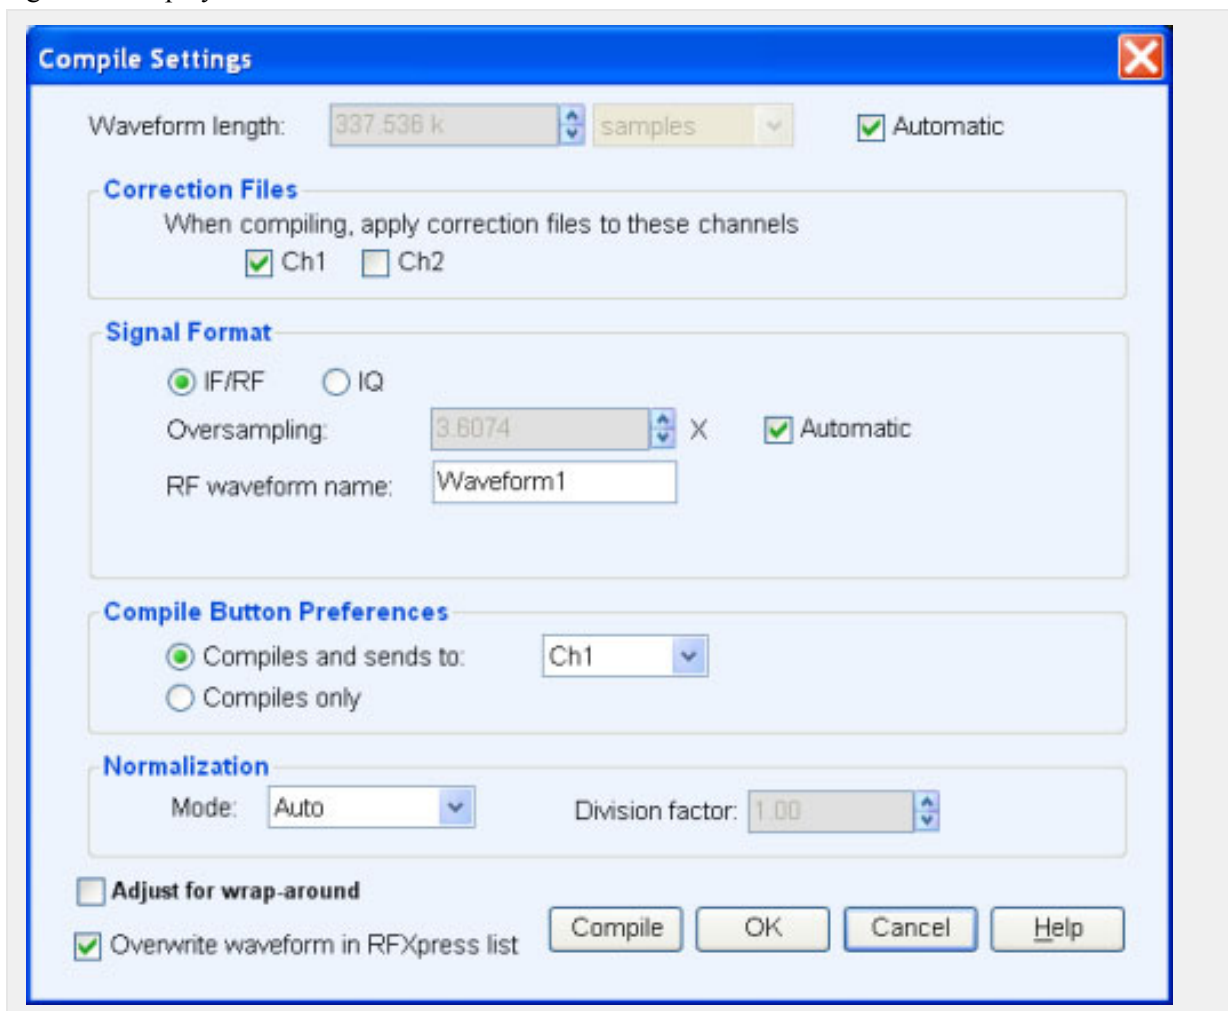 Compile Settings
Waveform length: 337.536 k samples Automatic
Correction Files
When compiling, apply correction files to these channels
Ch1 Ch2
Signal Format
IF/RF IQ
Oversampling: 3.6074 X Automatic
RF waveform name: Waveform1
Compile Button Preferences
Compiles and sends to: Ch1
Compiles only
Normalization
Mode: Auto Division factor: 1.00
Adjust for wrap-around
Overwrite waveform in RFXpress list
Compile OK Cancel Help